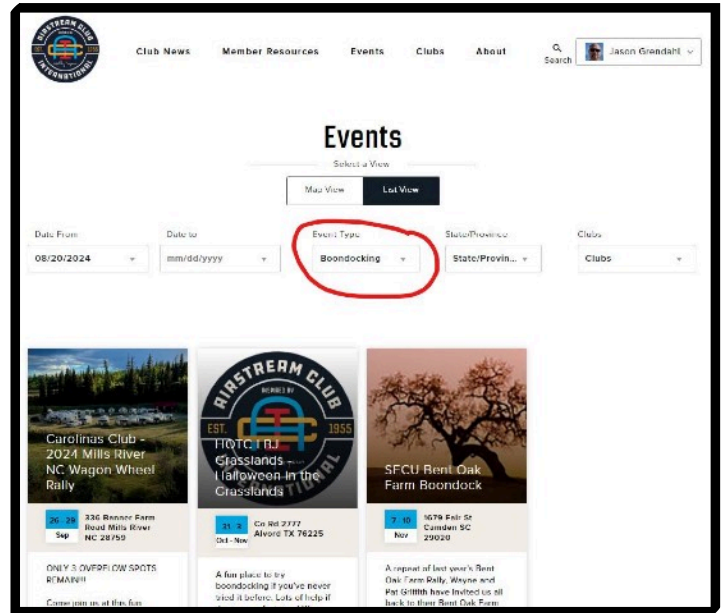 AIRSTREAM CLUB
EST. 1955
INTERNATIONAL
Club News
Member Resources
Events
Clubs
About
Search
Jason Grendahl
Events
Select a View
Map View
List View
Date From
Date to
Event Type
State/Province
Clubs
08/20/2024
mm/dd/yyyy
Boondocking
State/Provin...
Clubs
Carolinas Club -
2024 Mills River
NC Wagon Wheel
Rally
26 - 29
Sep
336 Banner Farm
Road Mills River
NC 28759
ONLY 3 OVERFLOW SPOTS
REMAIN!!!
Come join us at this fun
AIRSTREAM CLUB
EST.
1955
HOTC LBJ
Grasslands -
Halloween in the
Grasslands
31 - 3
Oct - Nov
Co Rd 2777
Alvord TX 76225
A fun place to try
boondocking if you've never
tried it before. Lots of help if
SECU Bent Oak
Farm Boondock
7 - 10
Nov
1679 Fair St
Camden SC
29020
A repeat of last year's Bent
Oak Farm Rally, Wayne and
Pat Griffith have invited us all
back to their Bent Oak Farm